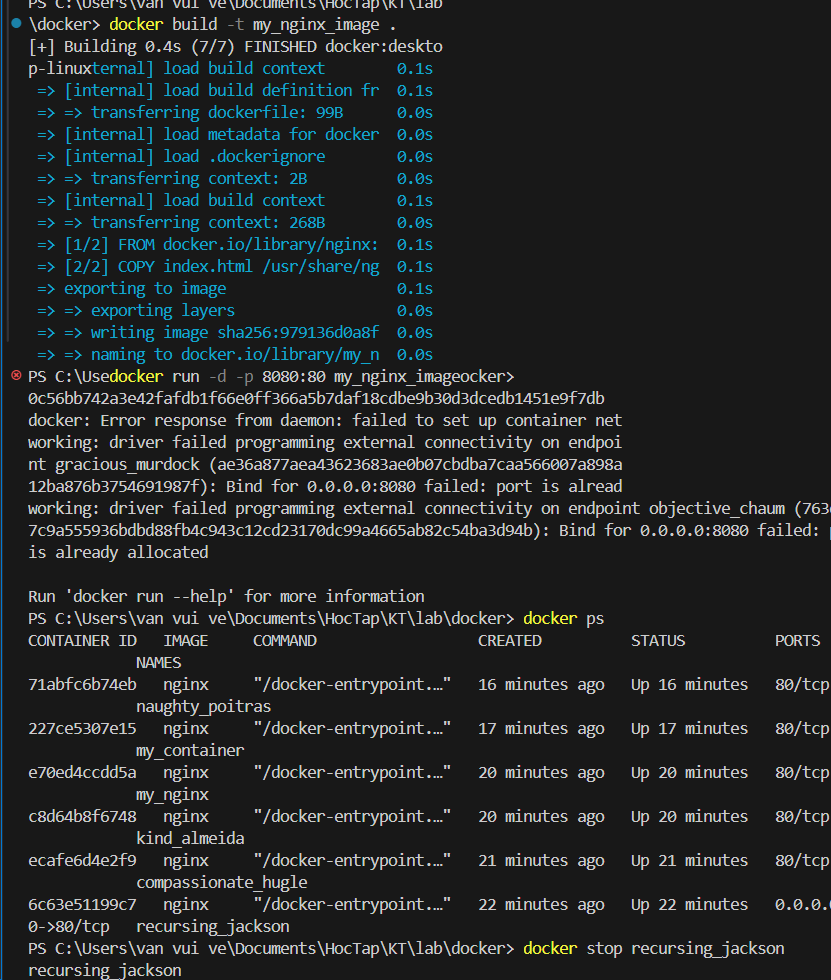 PS C:\Users\van vui ve\Documents\HocTap\KT\lab
\docker> docker build -t my_nginx_image .
[+] Building 0.4s (7/7) FINISHED docker:deskto
p-linuxternal] load build context 0.1s
=> [internal] load build definition fr 0.1s
=> => transferring dockerfile: 99B 0.0s
=> [internal] load metadata for docker 0.0s
=> [internal] load .dockerignore 0.0s
=> => transferring context: 2B 0.0s
=> [internal] load build context 0.1s
=> => transferring context: 268B 0.0s
=> [1/2] FROM docker.io/library/nginx: 0.1s
=> [2/2] COPY index.html /usr/share/ng 0.1s
=> exporting to image 0.1s
=> => exporting layers 0.0s
=> => writing image sha256:979136d0a8f 0.0s
=> => naming to docker.io/library/my_n 0.0s
PS C:\Usedocker run -d -p 8080:80 my_nginx_imageocker>
0c56bb742a3e42fafdb1f66e0ff366a5b7daf18cdbe9b30d3dcedb1451e9f7db
docker: Error response from daemon: failed to set up container net
working: driver failed programming external connectivity on endpoi
nt gracious_murdock (ae36a877aea43623683ae0b07cbdba7caa566007a898a
12ba876b3754691987f): Bind for 0.0.0.0:8080 failed: port is alread
working: driver failed programming external connectivity on endpoint objective_chaum (763
7c9a555936bdbd88fb4c943c12cd23170dc99a4665ab82c54ba3d94b): Bind for 0.0.0.0:8080 failed:
is already allocated
Run 'docker run --help' for more information
PS C:\Users\van vui ve\Documents\HocTap\KT\lab\docker> docker ps
CONTAINER ID IMAGE COMMAND CREATED STATUS PORTS
NAMES
71abfc6b74eb nginx "/docker-entrypoint.…" 16 minutes ago Up 16 minutes 80/tcp
naughty_poitras
227ce5307e15 nginx "/docker-entrypoint.…" 17 minutes ago Up 17 minutes 80/tcp
my_container
e70ed4ccdd5a nginx "/docker-entrypoint.…" 20 minutes ago Up 20 minutes 80/tcp
my_nginx
c8d64b8f6748 nginx "/docker-entrypoint.…" 20 minutes ago Up 20 minutes 80/tcp
kind_almeida
ecafe6d4e2f9 nginx "/docker-entrypoint.…" 21 minutes ago Up 21 minutes 80/tcp
compassionate_hugle
6c63e51199c7 nginx "/docker-entrypoint.…" 22 minutes ago Up 22 minutes 0.0.0.
0->80/tcp recursing_jackson
PS C:\Users\van vui ve\Documents\HocTap\KT\lab\docker> docker stop recursing_jackson
recursing_jackson